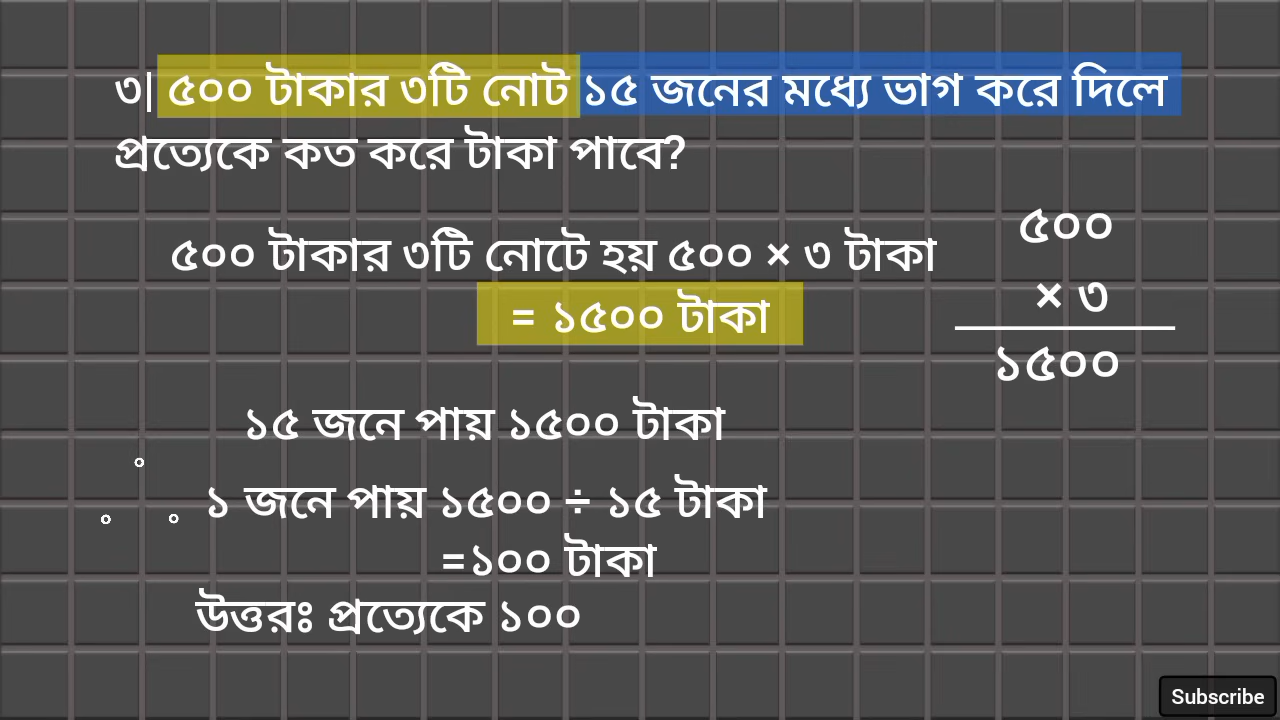 ৩| ৫০০ টাকার ৩টি নোট ১৫ জনের মধ্যে ভাগ করে দিলে
প্রত্যেকে কত করে টাকা পাবে?
৫০০ টাকার ৩টি নোটে হয় ৫০০ × ৩ টাকা
= ১৫০০ টাকা
৫০০
× ৩
১৫০০
১৫ জনে পায় ১৫০০ টাকা
∴ ১ জনে পায় ১৫০০ ÷ ১৫ টাকা
=১০০ টাকা
উত্তরঃ প্রত্যেকে ১০০
Subscribe